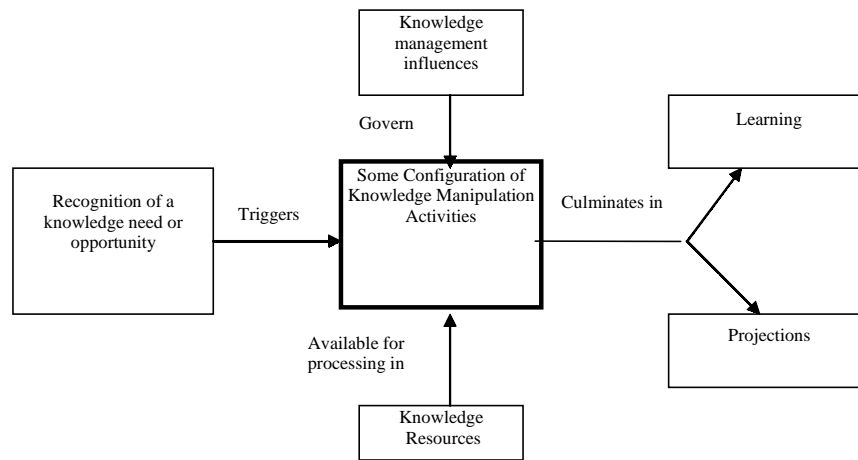 Knowledge
management
influences
Govern
Learning
Recognition of a
knowledge need or
opportunity
Triggers
Some Configuration of
Knowledge Manipulation
Activities
Culminates in
Available for
processing in
Projections
Knowledge
Resources